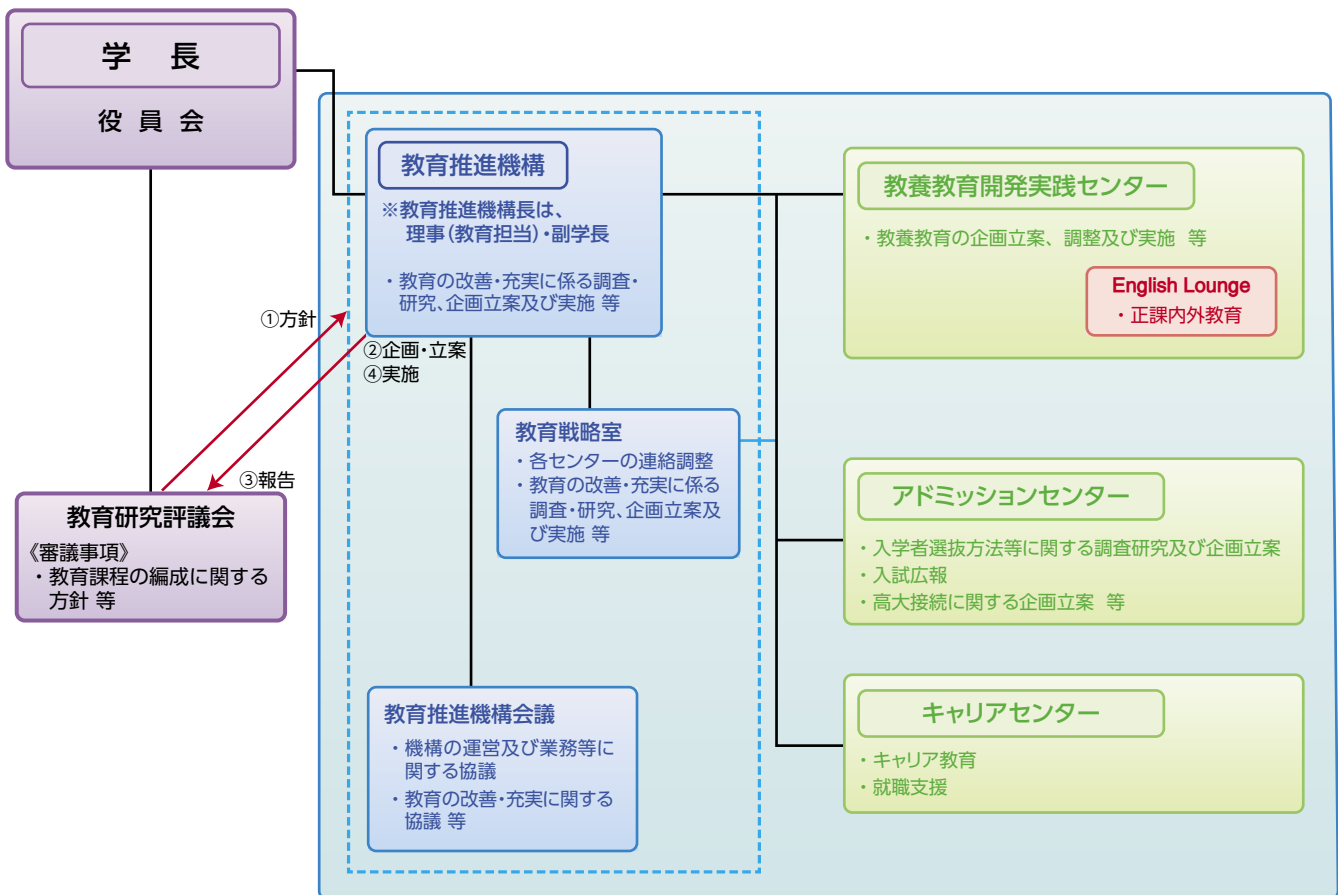 学 長
役 員 会
教育推進機構
※教育推進機構長は、
理事(教育担当)・副学長
・教育の改善・充実に係る調査・
研究、企画立案及び実施 等
①方針
②企画・立案
④実施
③報告
教育研究評議会
《審議事項》
・教育課程の編成に関する
方針 等
教育戦略室
・各センターの連絡調整
・教育の改善・充実に係る
調査・研究、企画立案及
び実施 等
教育推進機構会議
・機構の運営及び業務等に
関する協議
・教育の改善・充実に関する
協議 等
教養教育開発実践センター
・教養教育の企画立案、調整及び実施 等
English Lounge
・正課内外教育
アドミッションセンター
・入学者選抜方法等に関する調査研究及び企画立案
・入試広報
・高大接続に関する企画立案 等
キャリアセンター
・キャリア教育
・就職支援